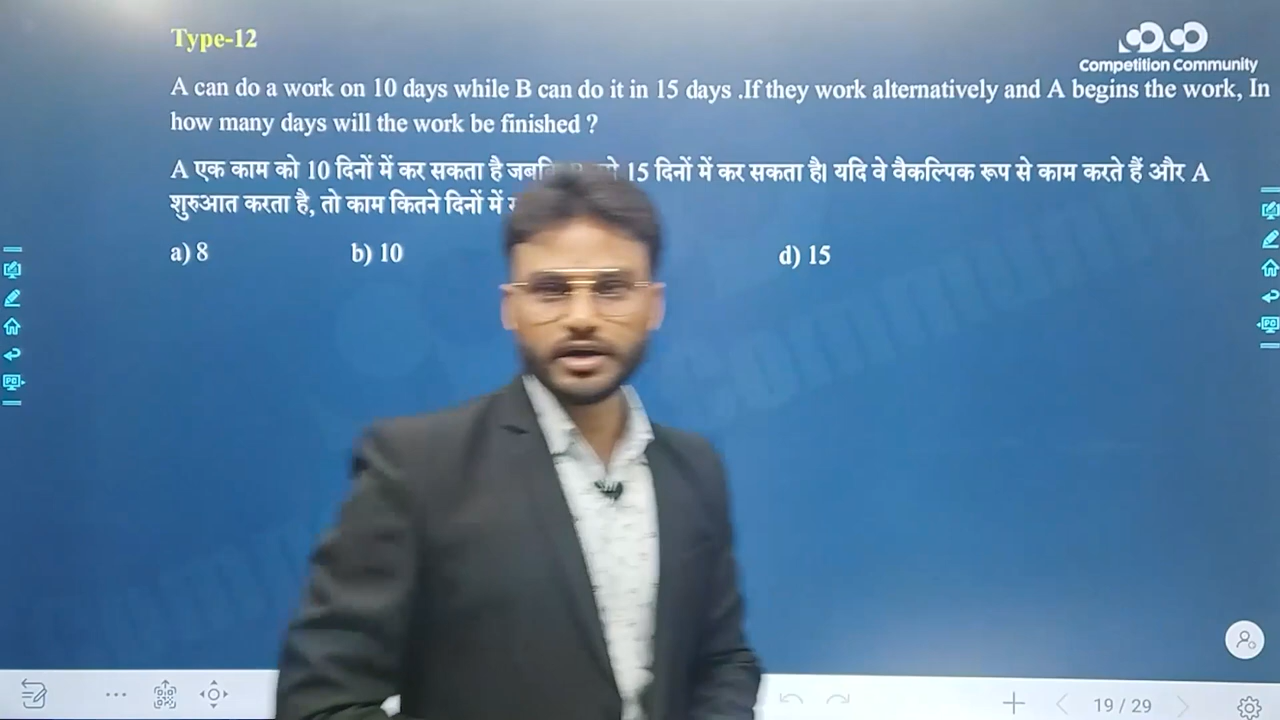 Type-12
Competition Community
A can do a work on 10 days while B can do it in 15 days .If they work alternatively and A begins the work, In
how many days will the work be finished ?
A एक काम को 10 दिनों में कर सकता है 15 दिनों में कर सकता है। यदि वे वैकल्पिक रूप से काम करते हैं और A
शुरुआत करता है, तो काम कितने दिनों में
a) 8 b) 10 d) 15
PC
PC
19 / 29